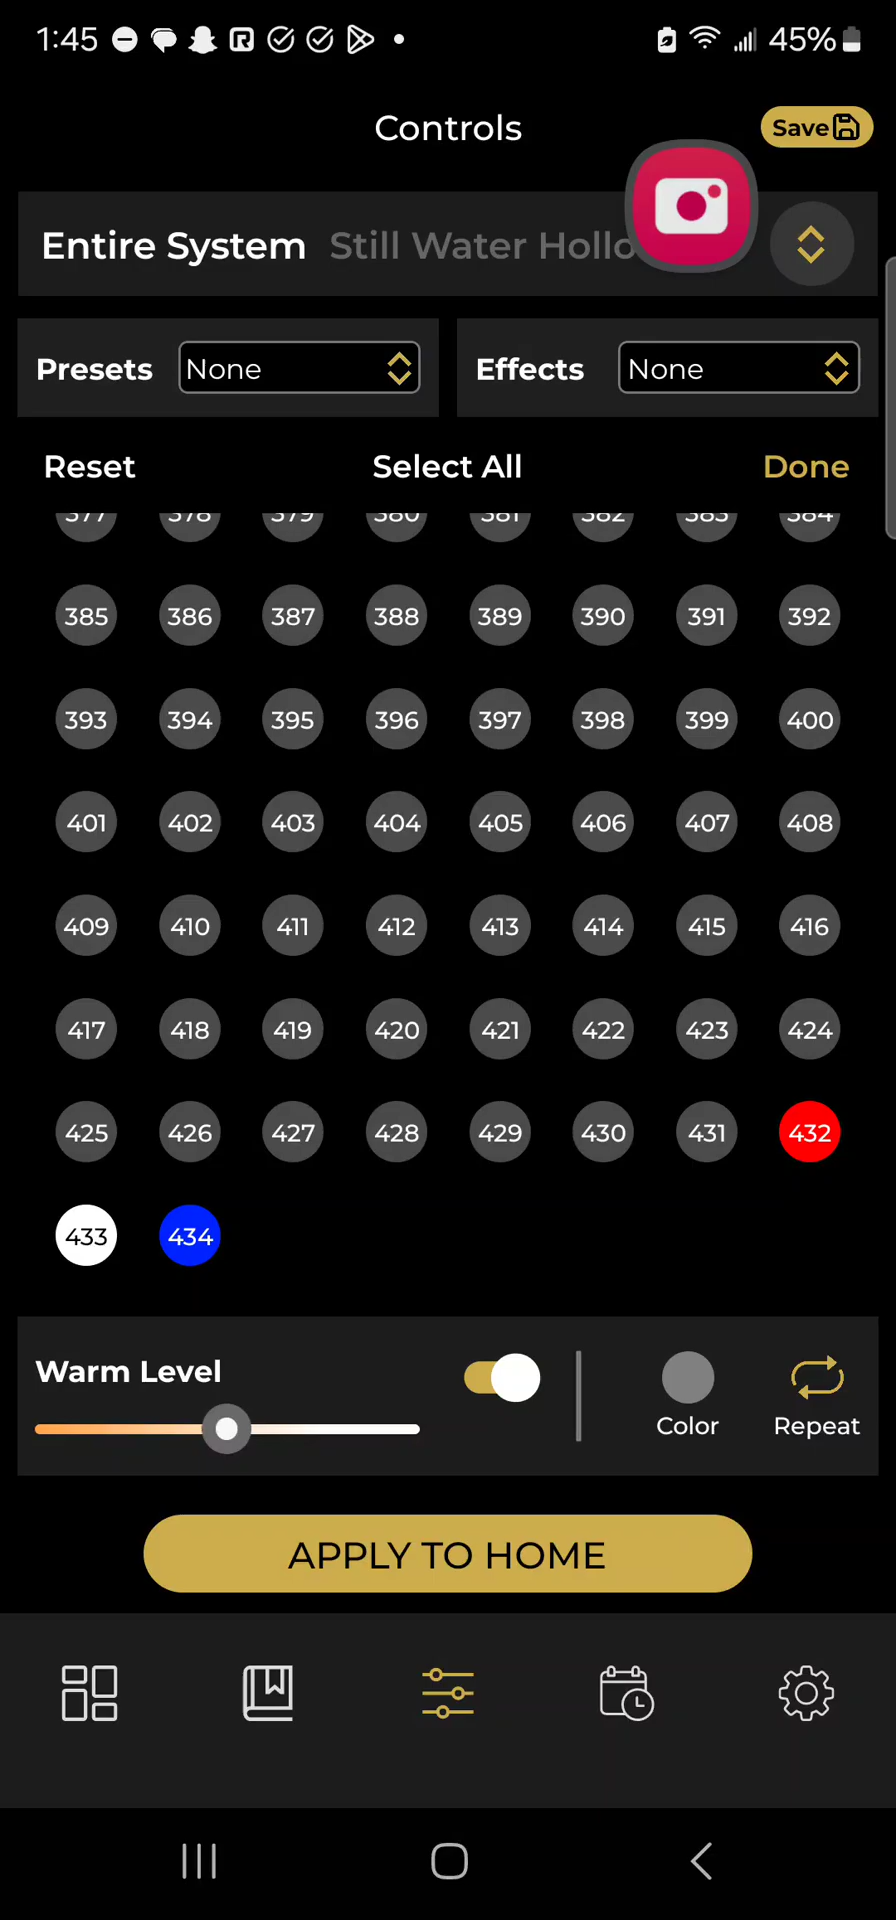 1:45 45%
Controls Save
Entire System Still Water Hollo
Presets None Effects None
Reset Select All Done
377 378 379 380 381 382 383 384
385 386 387 388 389 390 391 392
393 394 395 396 397 398 399 400
401 402 403 404 405 406 407 408
409 410 411 412 413 414 415 416
417 418 419 420 421 422 423 424
425 426 427 428 429 430 431 432
433 434
Warm Level
Color Repeat
APPLY TO HOME